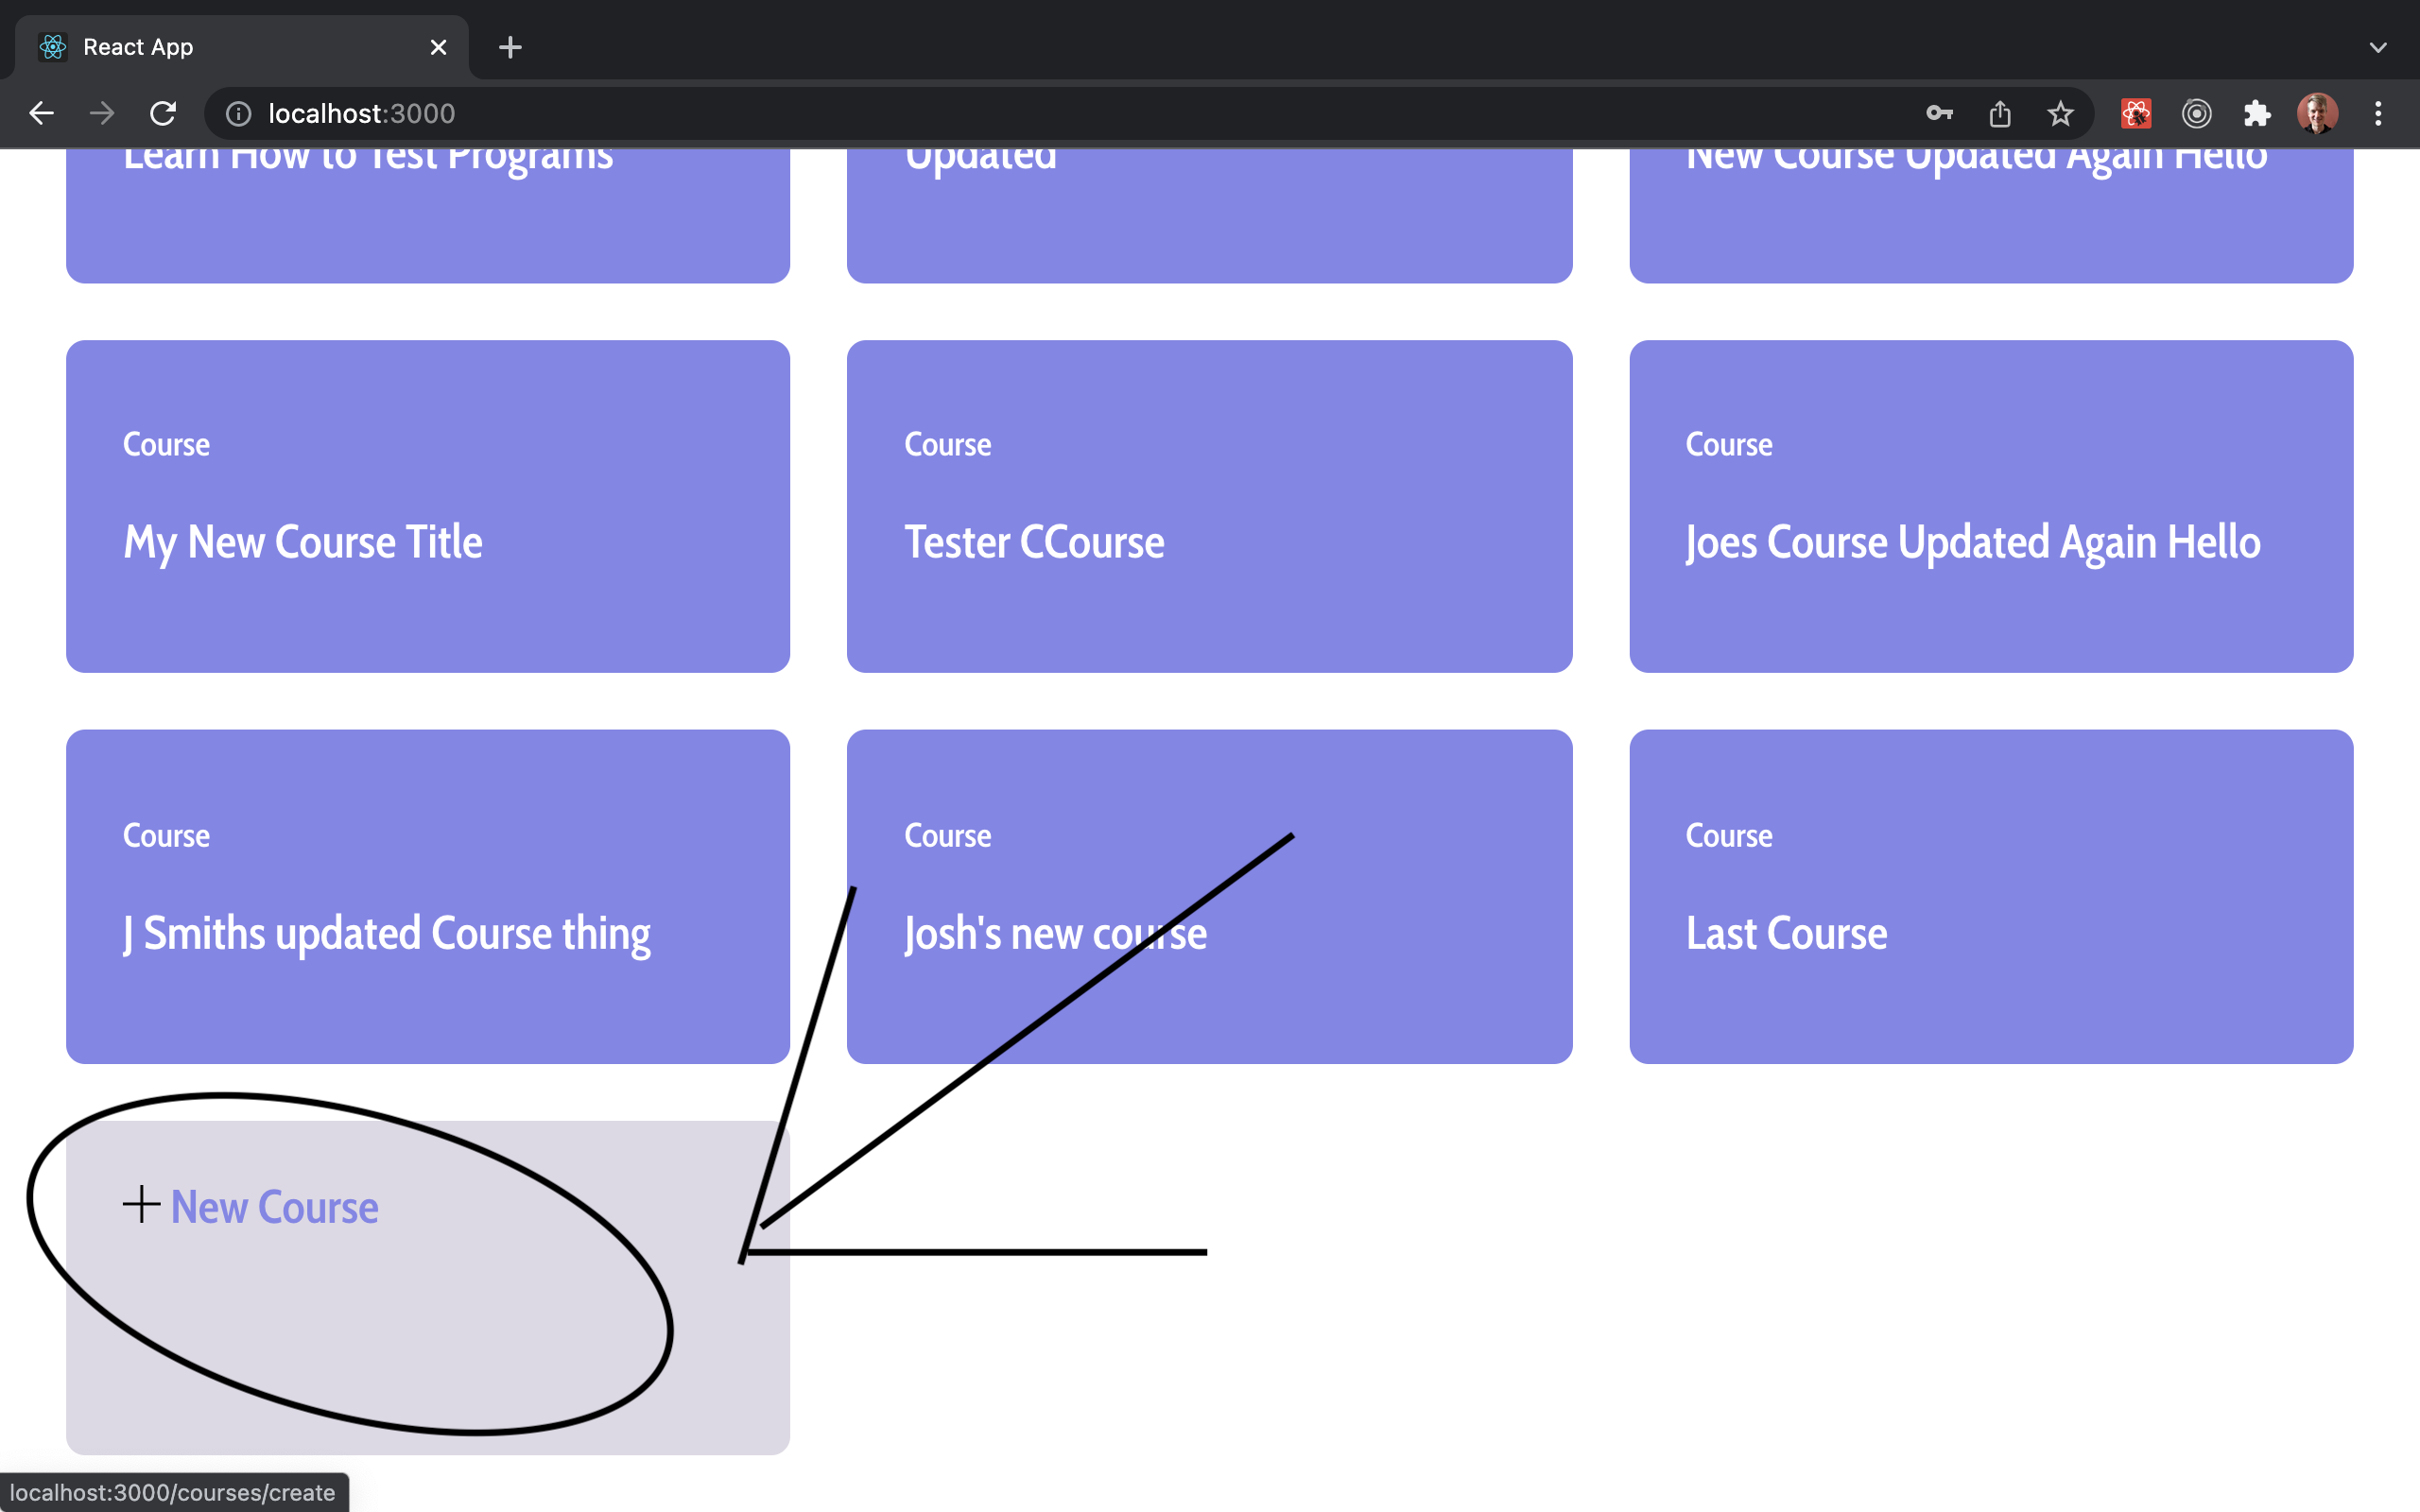 React App
localhost:3000
Learn How to Test Programs
Updated
New Course Updated Again Hello
Course
Course
Course
My New Course Title
Tester CCourse
Joes Course Updated Again Hello
Course
Course
Course
J Smiths updated Course thing
Josh's new course
Last Course
New Course
localhost:3000/courses/create